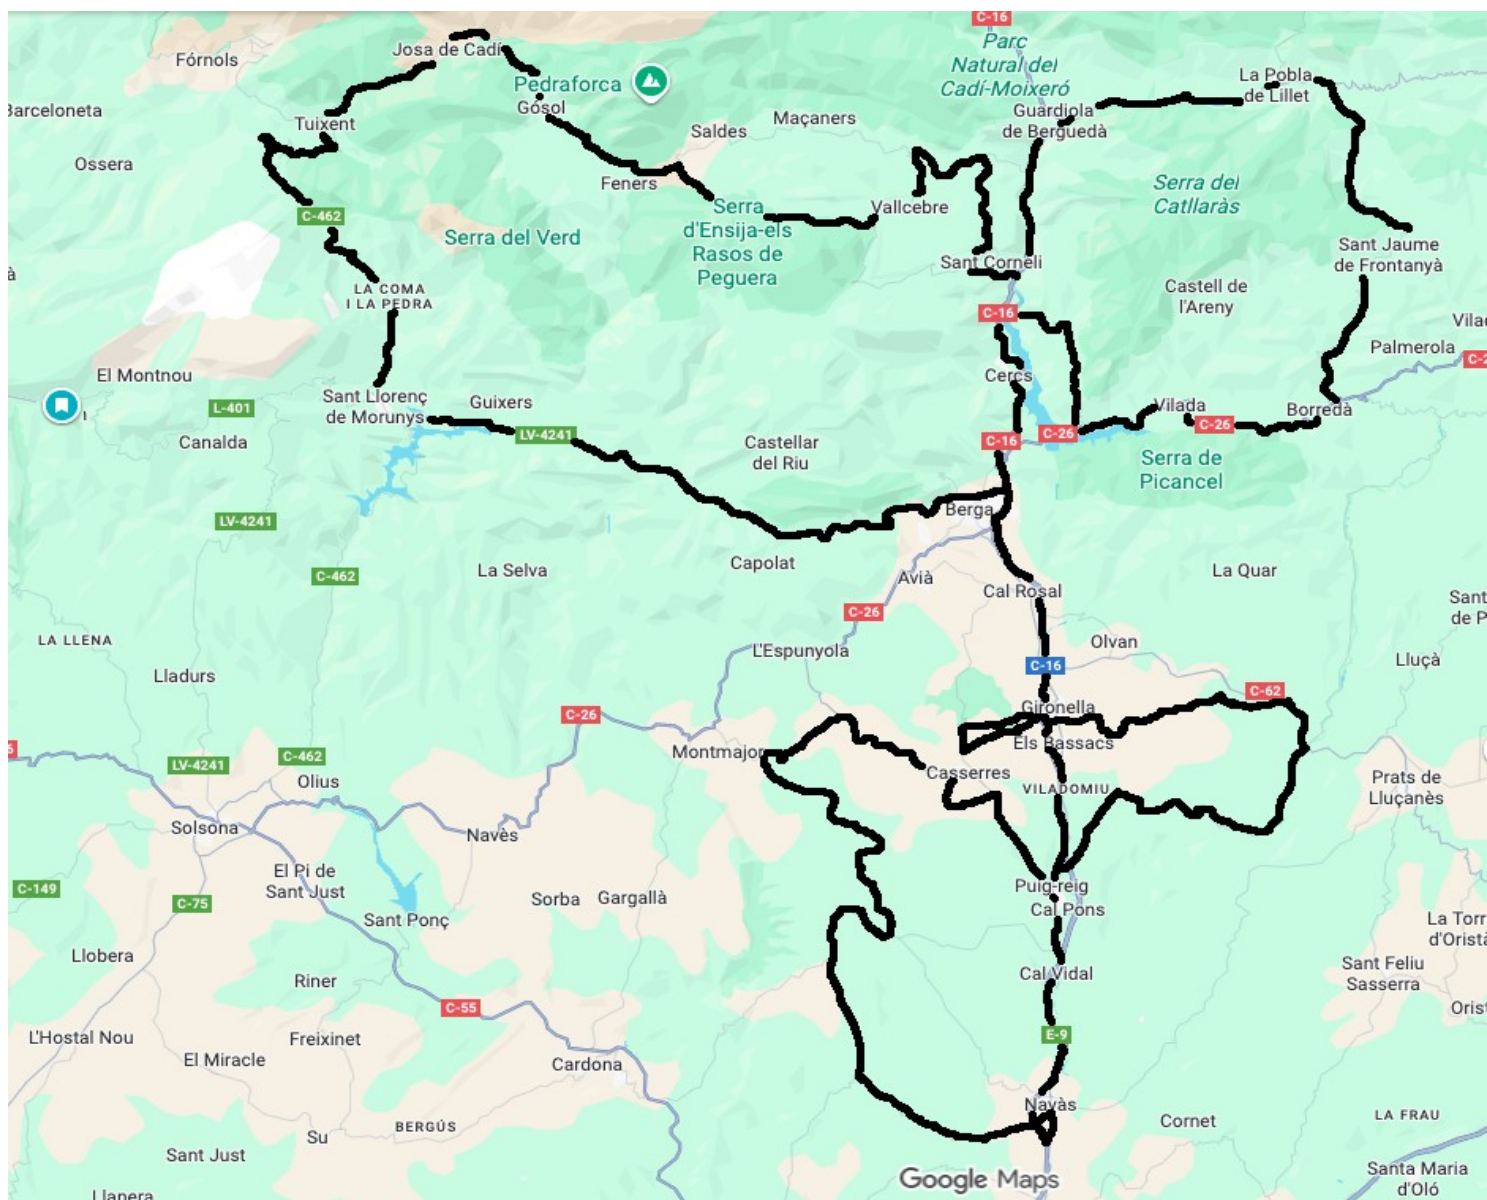 C-16
Parc
Natural del
Cadí-Moixeró
Fórnols
Josa de Cadí
Pedraforca
La Pobla
de Lillet
Barceloneta
Gósol
Tuixent
Saldes
Maçaners
Guardiola
de Berguedà
Ossera
Feners
Vallcebre
Serra del
Catllaràs
C-462
Serra
d'Ensija-els
Rasos de
Peguera
Serra del Verd
Sant Jaume
de Frontanyà
Sant Corneli
LA COMA
I LA PEDRA
Castell de
l'Areny
C-16
Palmerola
El Montnou
Cercs
Sant Llorenç
de Morunys
Guixers
L-401
Canalda
Vilada
Borredà
C-26
C-26
C-16
LV-4241
Castellar
del Riu
Serra de
Picancel
LV-4241
Berga
Capolat
La Selva
C-462
Avià
La Quar
Cal Rosal
C-26
LA LLENA
L'Espunyola
Olvan
Lluçà
Lladurs
C-16
C-62
C-26
Gironella
Montmajor
Els Bassacs
LV-4241
C-462
Olius
Casserres
VILADOMIU
Prats de
Lluçanès
Solsona
Navès
El Pi de
Sant Just
C-149
C-75
Sorba
Gargallà
Puig-reig
Cal Pons
Sant Ponç
Llobera
Riner
Cal Vidal
Sant Feliu
Sasserra
C-55
L'Hostal Nou
Freixinet
El Miracle
Cardona
E-9
Navàs
BERGÚS
Su
Cornet
LA FRAU
Sant Just
Google Maps
Santa Maria
d'Oló
Llanera